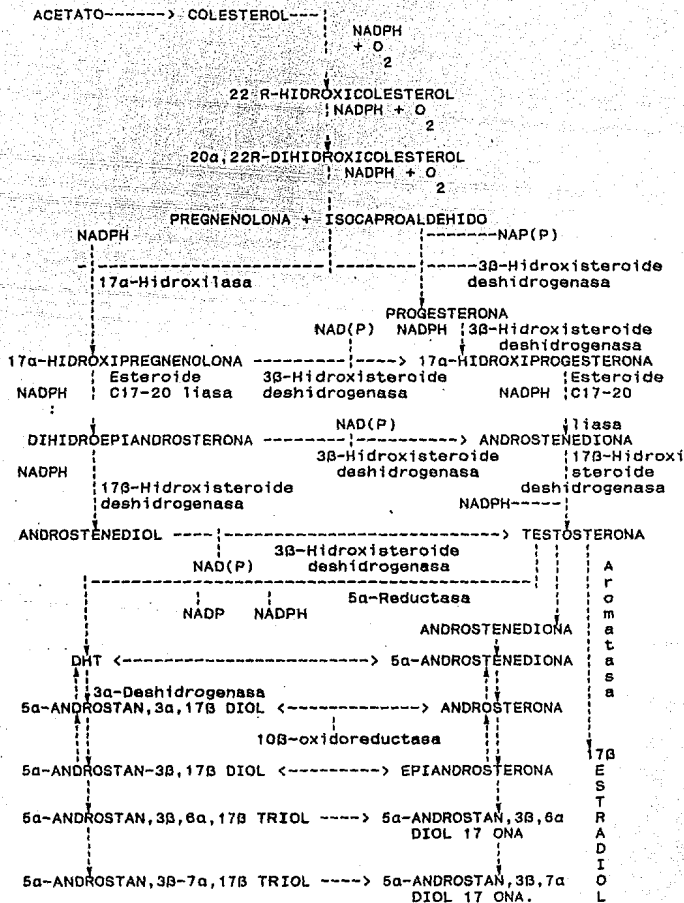 ACETATO------> COLESTEROL---
NADPH
+ O
2
22 R-HIDROXICOLESTEROL
NADPH + O
2
20α,22R-DIHIDROXICOLESTEROL
NADPH + O
2
PREGNENOLONA + ISOCAPROALDEHIDO
NADPH
NAP(P)
3β-Hidroxisteroide
17α-Hidroxilasa
deshidrogenasa
PROGESTERONA
NAD(P) NADPH 3β-Hidroxisteroide
deshidrogenasa
17α-HIDROXIPREGNENOLONA --------> 17α-HIDROXIPROGESTERONA
Esteroide 3β-Hidroxisteroide Esteroide
NADPH C17-20 liasa deshidrogenasa NADPH C17-20
NAD(P) liasa
DIHIDROEPIANDROSTERONA --------> ANDROSTENEDIONA
3β-Hidroxisteroide 17β-Hidroxi
NADPH deshidrogenasa steroide
17β-Hidroxisteroide deshidrogenasa
deshidrogenasa NADPH
ANDROSTENEDIOL --------> TESTOSTERONA
3β-Hidroxisteroide
NAD(P) deshidrogenasa
Aromatasa
5α-Reductasa
NADP NADPH
ANDROSTENEDIONA
DHT <--------> 5α-ANDROSTENEDIONA
3α-Deshidrogenasa
5α-ANDROSTAN,3α,17β DIOL <--------> ANDROSTERONA
10β-oxidoreductasa
17β ESTRADIOL
5α-ANDROSTAN-3β,17β DIOL <--------> EPIANDROSTERONA
5α-ANDROSTAN,3β,6α,17β TRIOL ----> 5α-ANDROSTAN,3β,6α
DIOL 17 ONA
5α-ANDROSTAN,3β-7α,17β TRIOL ----> 5α-ANDROSTAN,3β,7α
DIOL 17 ONA.